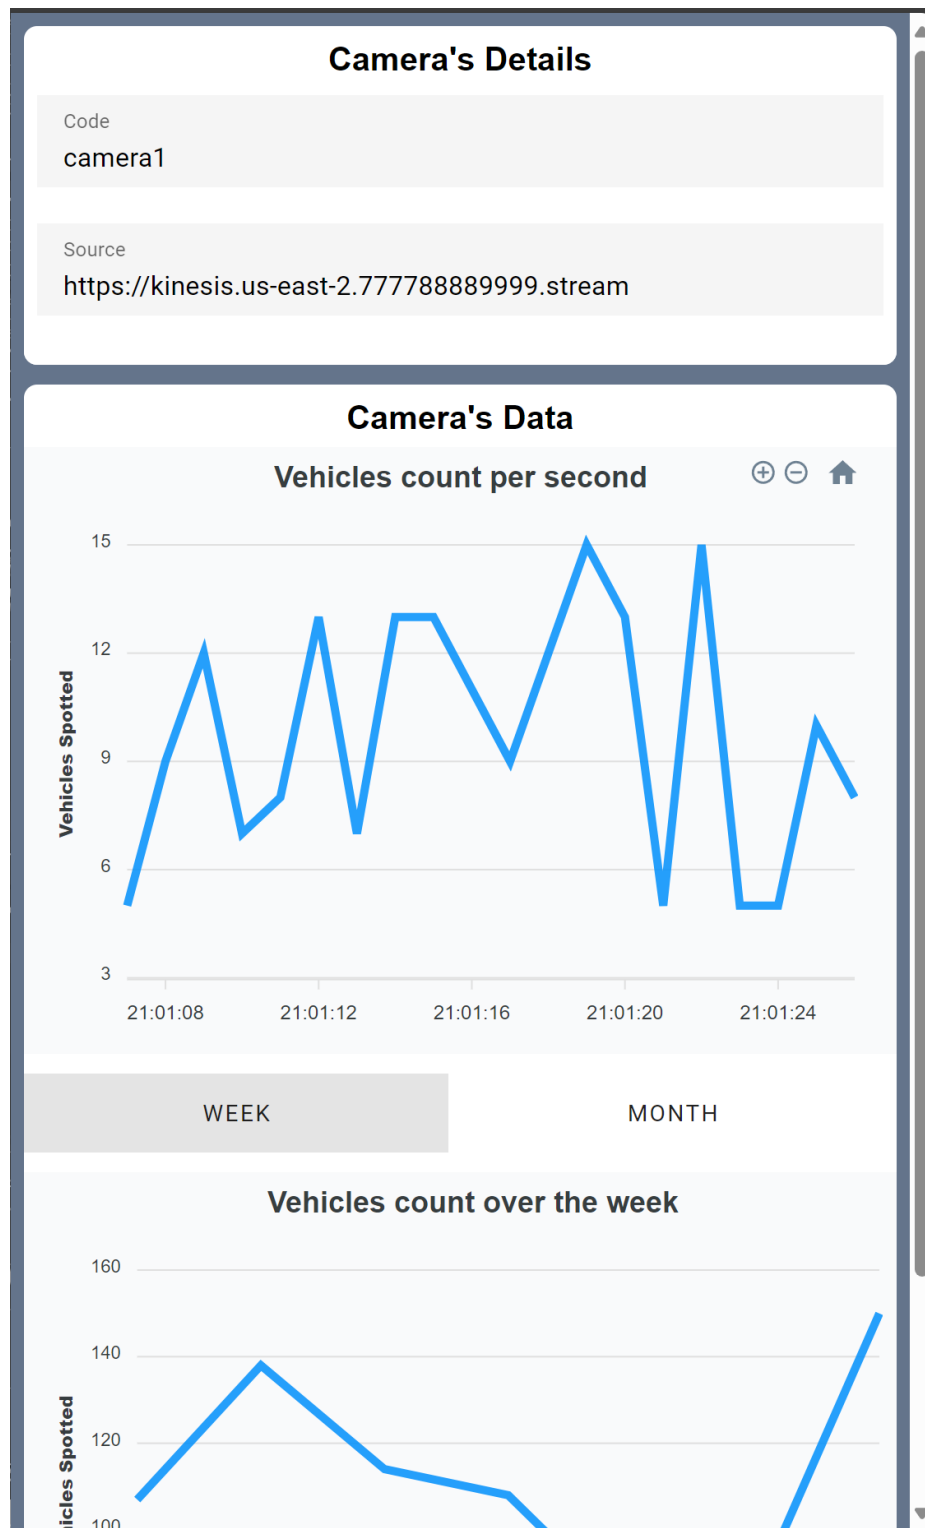 Camera's Details
Code
camera1
Source
https://kinesis.us-east-2.777788889999.stream
Camera's Data
Vehicles count per second
15
12
9
6
3
Vehicles Spotted
21:01:08 21:01:12 21:01:16 21:01:20 21:01:24
WEEK MONTH
Vehicles count over the week
160
140
120
100
icles Spotted